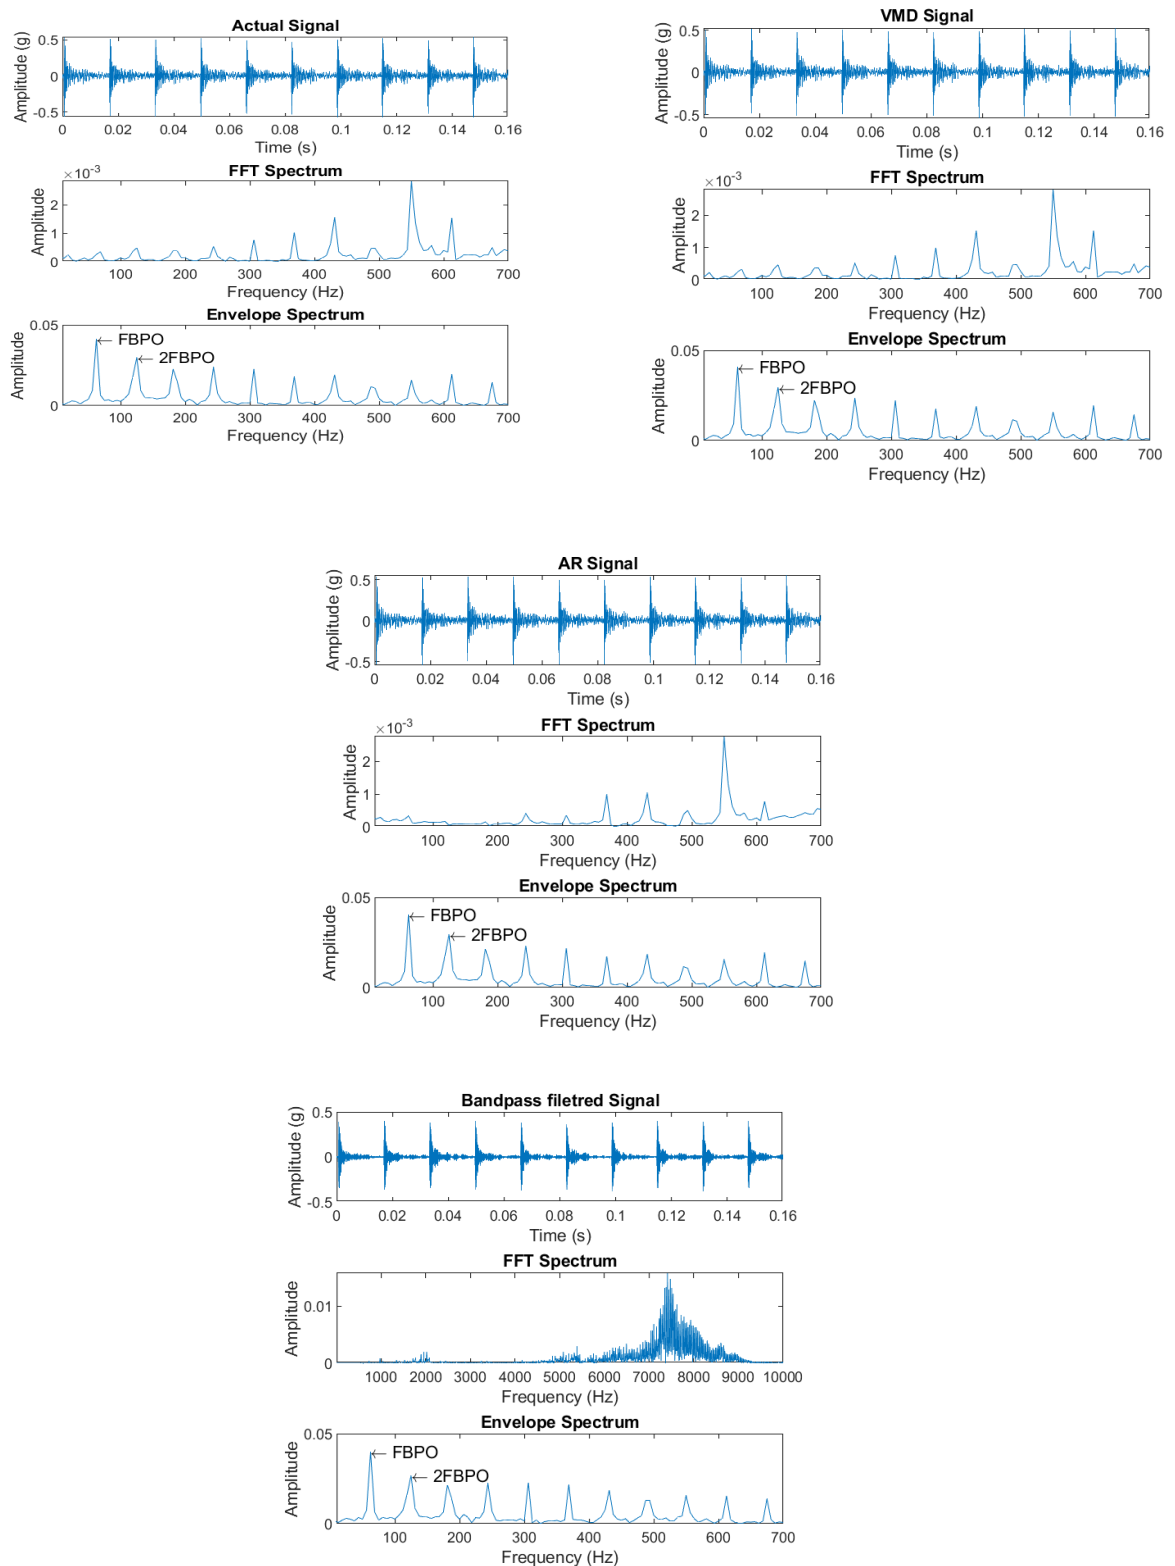 Actual Signal
0.5
0
-0.5
Amplitude (g)
0 0.02 0.04 0.06 0.08 0.1 0.12 0.14 0.16
Time (s)
×10-3
FFT Spectrum
2
1
0
Amplitude
100 200 300 400 500 600 700
Frequency (Hz)
Envelope Spectrum
0.05
0
Amplitude
FBPO
2FBPO
100 200 300 400 500 600 700
Frequency (Hz)
VMD Signal
0.5
0
-0.5
Amplitude (g)
0 0.02 0.04 0.06 0.08 0.1 0.12 0.14 0.16
Time (s)
×10-3
FFT Spectrum
2
1
0
Amplitude
100 200 300 400 500 600 700
Frequency (Hz)
Envelope Spectrum
0.05
0
Amplitude
FBPO
2FBPO
100 200 300 400 500 600 700
Frequency (Hz)
AR Signal
0.5
0
-0.5
Amplitude (g)
0 0.02 0.04 0.06 0.08 0.1 0.12 0.14 0.16
Time (s)
×10-3
FFT Spectrum
2
1
0
Amplitude
100 200 300 400 500 600 700
Frequency (Hz)
Envelope Spectrum
0.05
0
Amplitude
FBPO
2FBPO
100 200 300 400 500 600 700
Frequency (Hz)
Bandpass filetred Signal
0.5
0
-0.5
Amplitude (g)
0 0.02 0.04 0.06 0.08 0.1 0.12 0.14 0.16
Time (s)
FFT Spectrum
0.01
0
Amplitude
1000 2000 3000 4000 5000 6000 7000 8000 9000 10000
Frequency (Hz)
Envelope Spectrum
0.05
0
Amplitude
FBPO
2FBPO
100 200 300 400 500 600 700
Frequency (Hz)